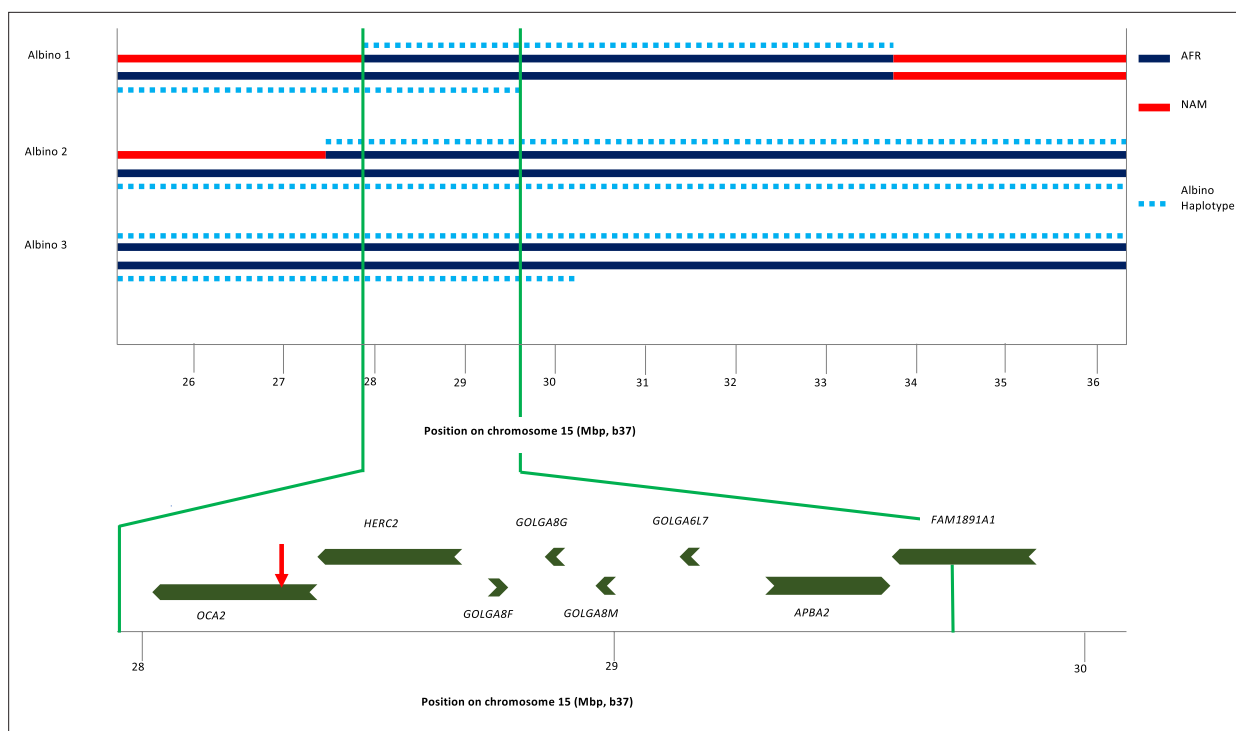 Albino 1
AFR
NAM
Albino 2
Albino
Haplotype
Albino 3
26 27 28 29 30 31 32 33 34 35 36
Position on chromosome 15 (Mbp, b37)
HERC2 GOLGA8G GOLGA6L7 FAM1891A1
OCA2 GOLGA8F GOLGA8M APBA2
28 29 30
Position on chromosome 15 (Mbp, b37)